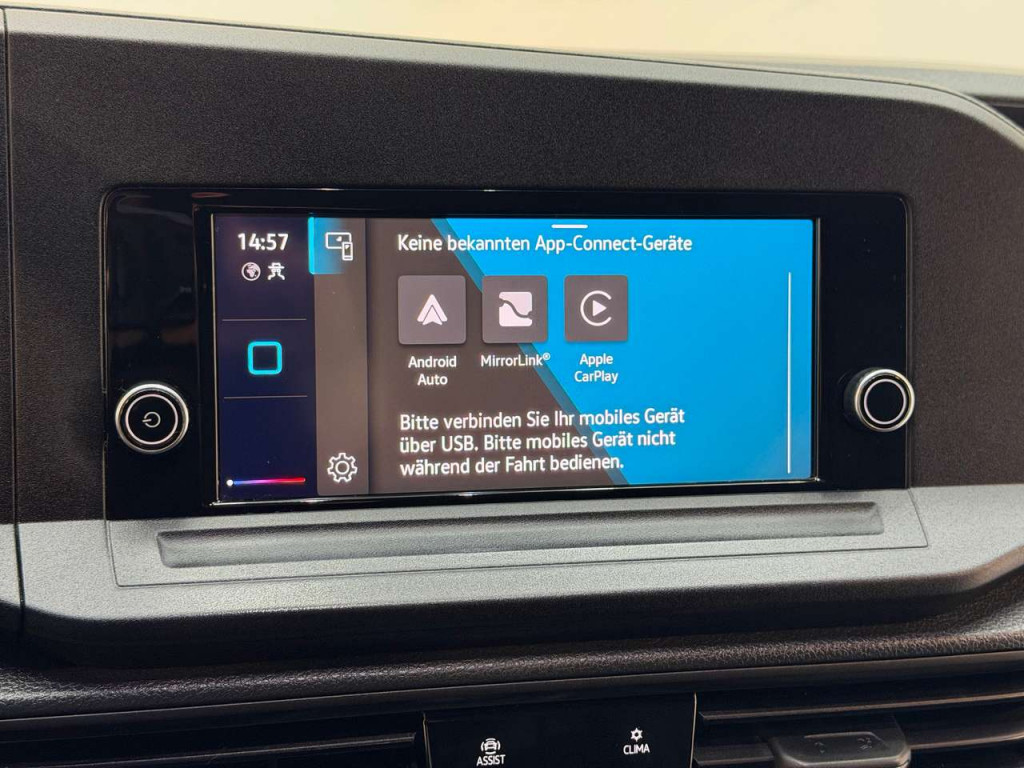 14:57
Keine bekannten App-Connect-Geräte
Android
Auto
MirrorLink®
Apple
CarPlay
Bitte verbinden Sie Ihr mobiles Gerät
über USB. Bitte mobiles Gerät nicht
während der Fahrt bedienen.
ASSIST
CLIMA